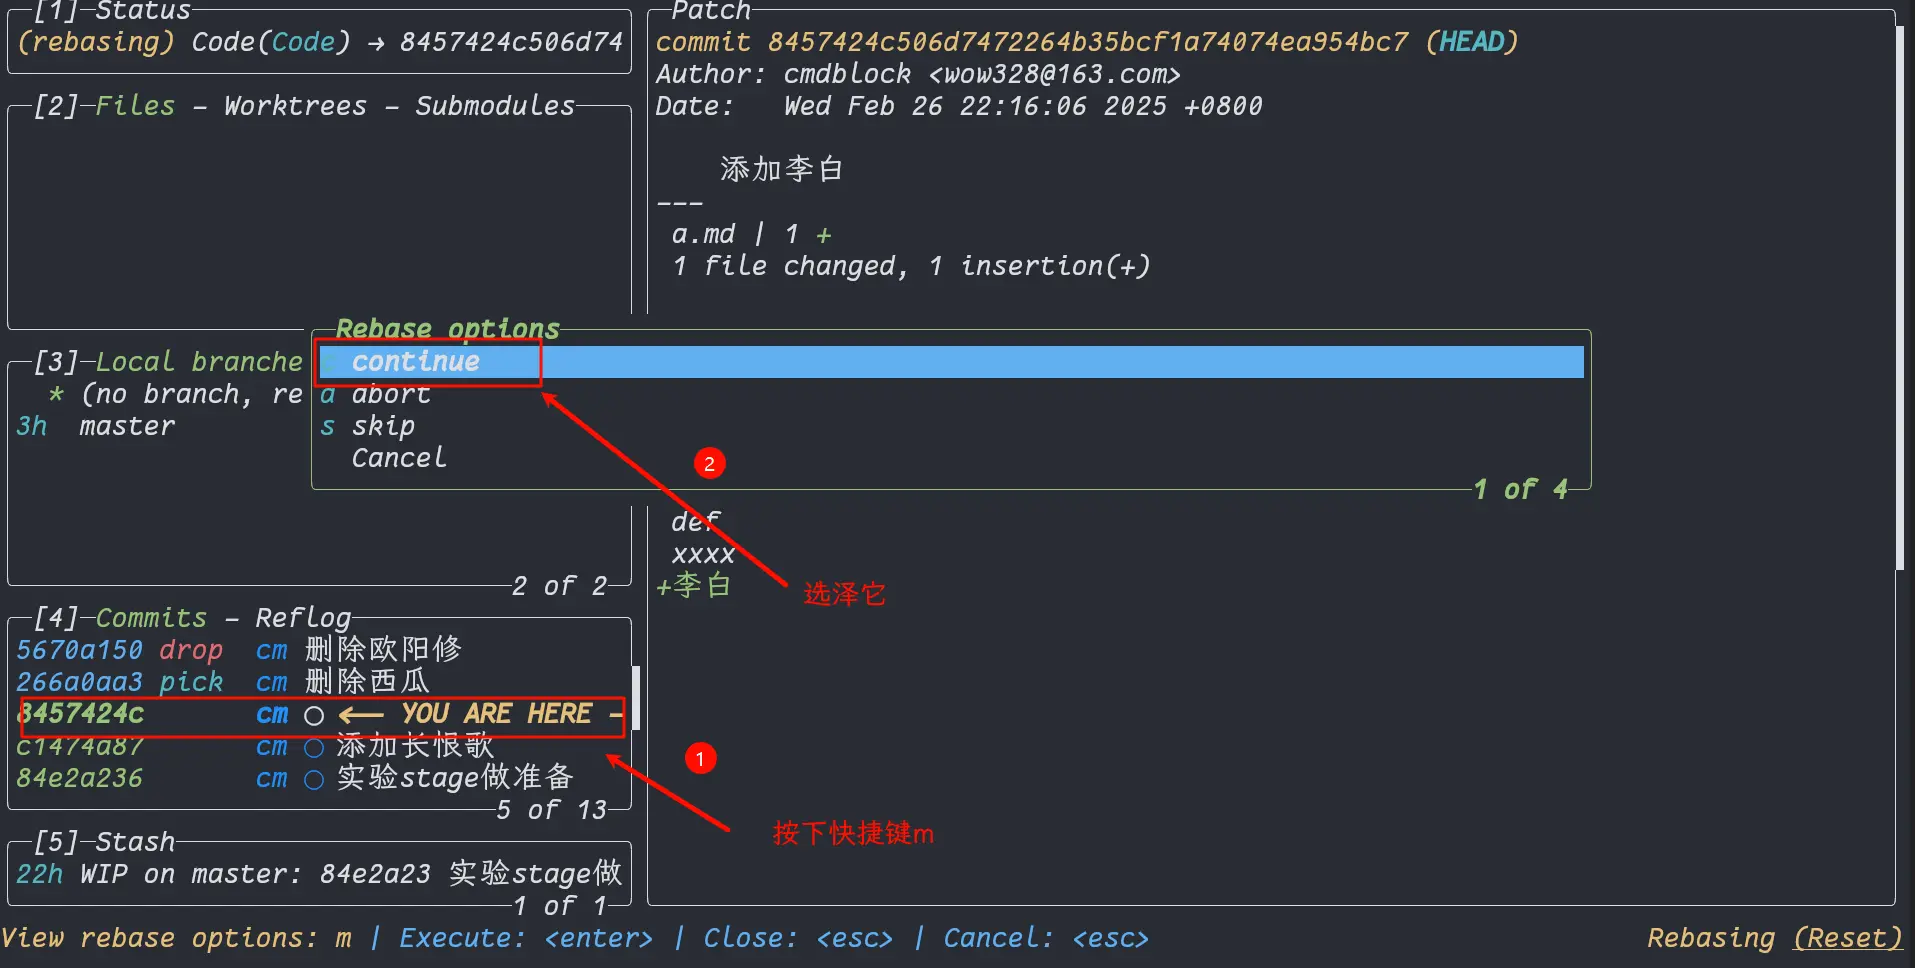 [1]—Status
(rebasing) Code(Code) → 8457424c506d74
[2]—Files - Worktrees - Submodules
[3]—Local branche
* (no branch, re
3h master
2 of 2
[4]—Commits - Reflog
5670a150 drop cm 删除欧阳修
266a0aa3 pick cm 删除西瓜
8457424c cm ○ <-- YOU ARE HERE -
c1474a87 cm ○ 添加长恨歌
84e2a236 cm ○ 实验stage做准备
5 of 13
[5]—Stash
22h WIP on master: 84e2a23 实验stage做
1 of 1
Patch
commit 8457424c506d7472264b35bcf1a74074ea954bc7 (HEAD)
Author: cmdblock <wow328@163.com>
Date: Wed Feb 26 22:16:06 2025 +0800
添加李白
---
a.md | 1 +
1 file changed, 1 insertion(+)
Rebase options
c continue
a abort
s skip
Cancel
1 of 4
2
def
xxxx
+李白
选泽它
1
按下快捷键m
View rebase options: m | Execute: <enter> | Close: <esc> | Cancel: <esc>
Rebasing (Reset)